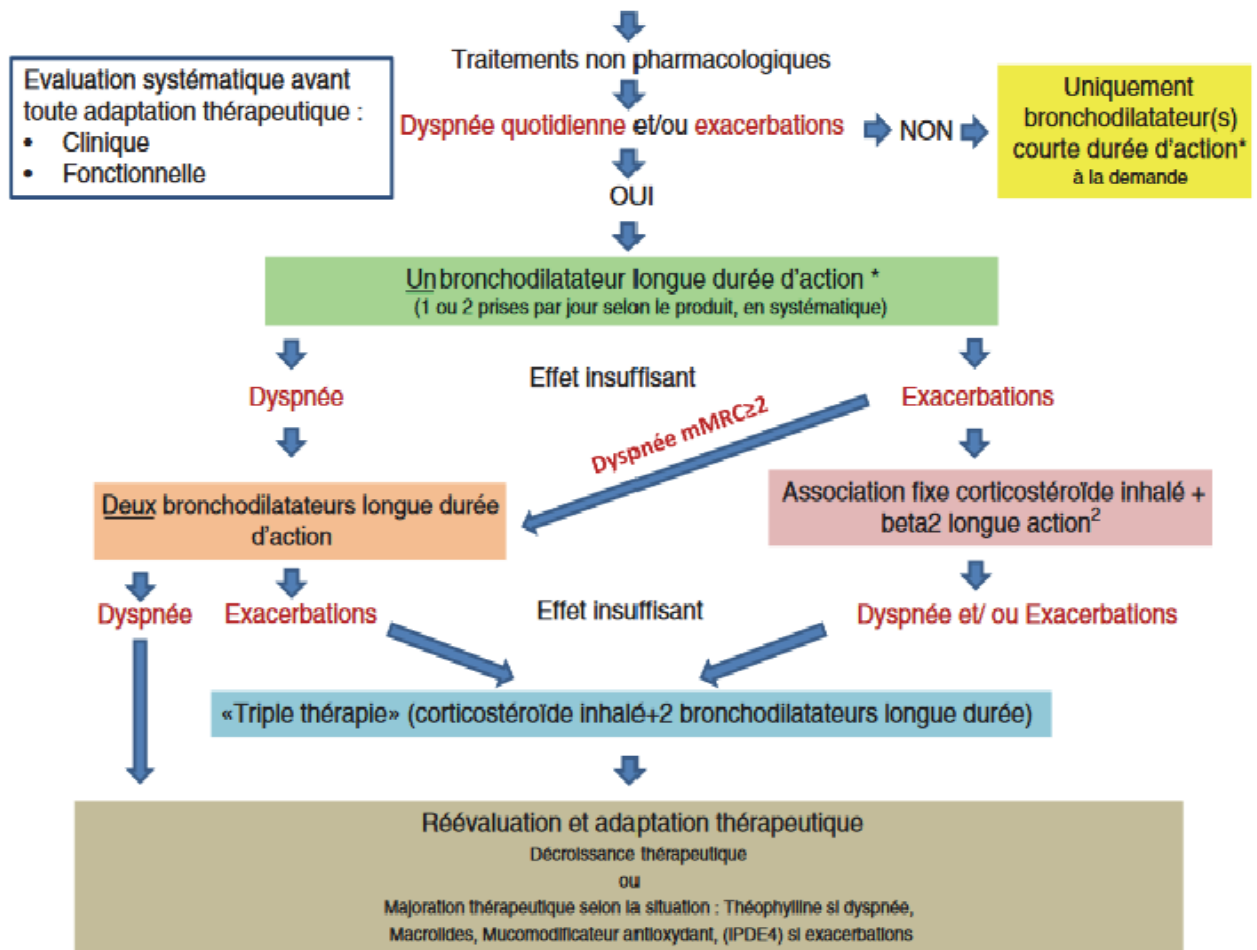 Traitements non pharmacologiques
Evaluation systématique avant
toute adaptation thérapeutique :
• Clinique
• Fonctionnelle
Dyspnée quotidienne et/ou exacerbations
NON
Uniquement
bronchodilatateur(s)
courte durée d'action*
à la demande
OUI
Un bronchodilatateur longue durée d'action *
(1 ou 2 prises par jour selon le produit, en systématique)
Effet insuffisant
Dyspnée
Exacerbations
Dyspnée mMRC≥2
Deux bronchodilatateurs longue durée
d'action
Association fixe corticostéroïde inhalé +
beta2 longue action2
Dyspnée
Exacerbations
Effet insuffisant
Dyspnée et/ ou Exacerbations
«Triple thérapie» (corticostéroïde inhalé+2 bronchodilatateurs longue durée)
Réévaluation et adaptation thérapeutique
Décroissance thérapeutique
ou
Majoration thérapeutique selon la situation : Théophylline si dyspnée,
Macrolides, Mucomodificateur antioxydant, (IPDE4) si exacerbations